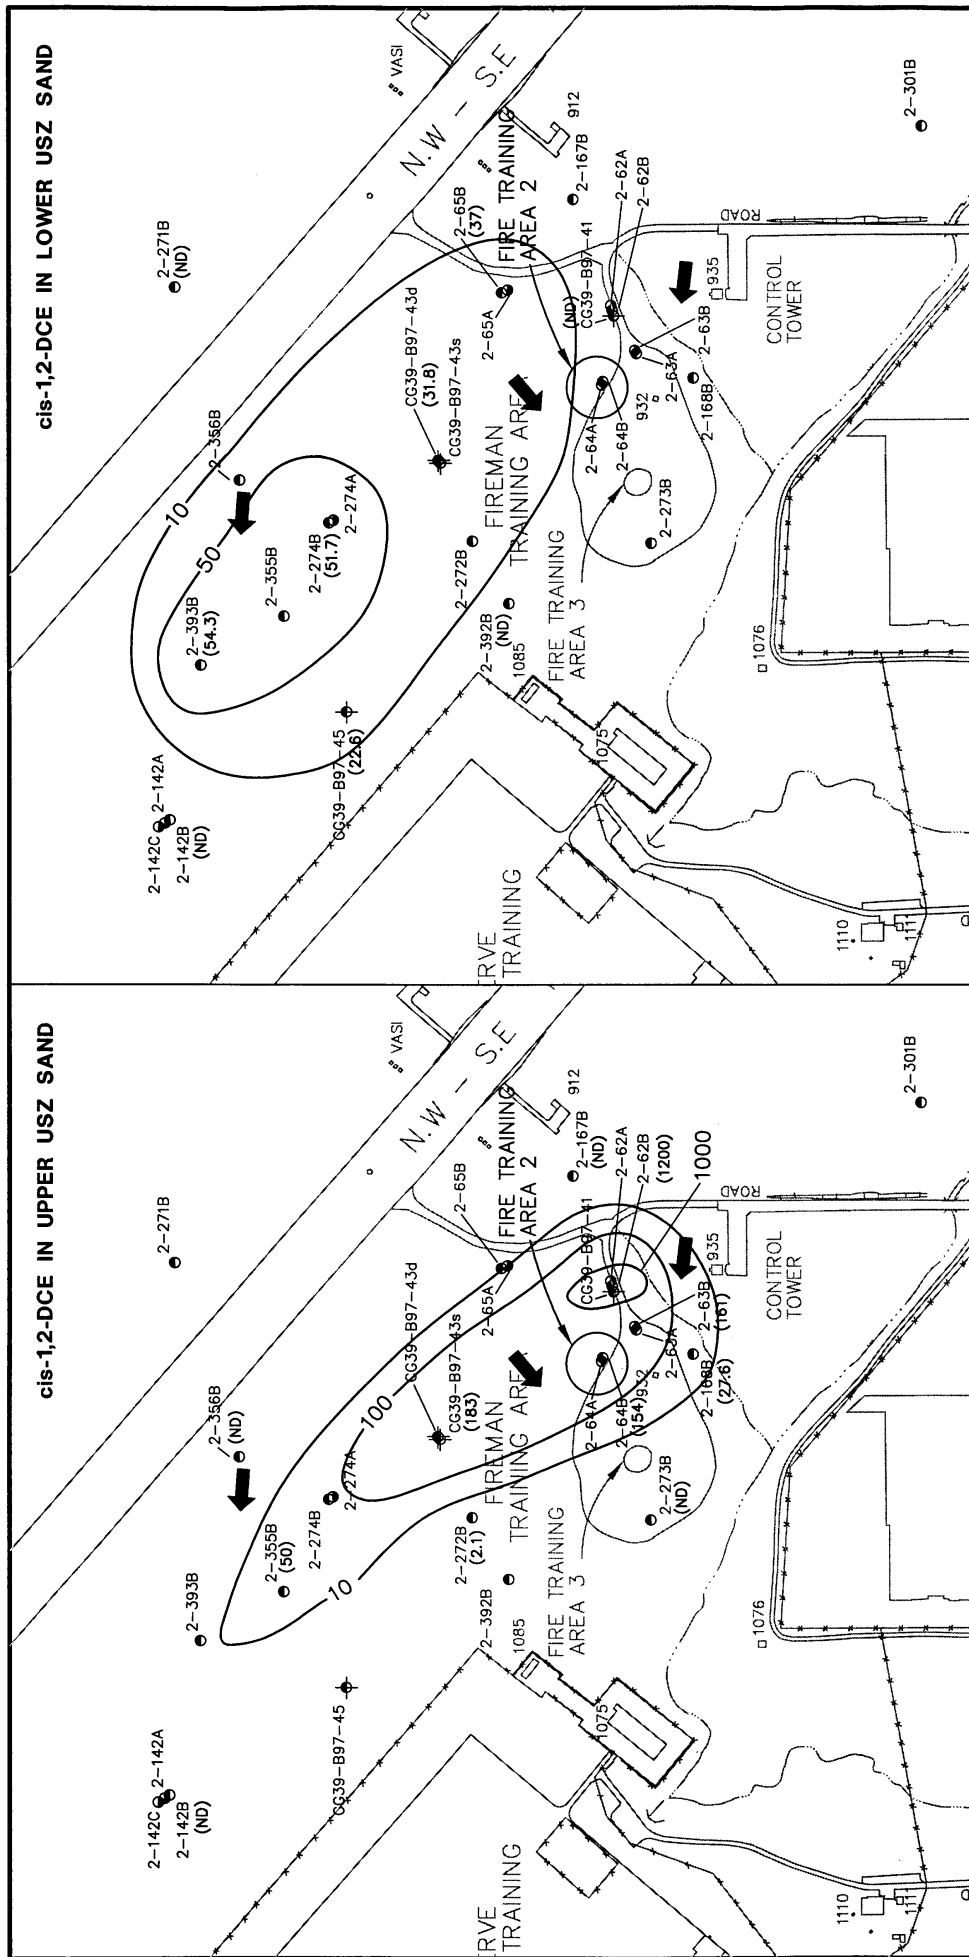 cis-1,2-DCE IN UPPER USZ SAND
2-142C
2-142A
2-142B
(ND)
2-393B
2-356B
(ND)
2-271B
N.W - S.E
VASI
2-355B
(50)
2-274B
2-274A
10
100
CG39-B97-45
CG39-B97-43d
CG39-B97-43s
(183)
2-65B
2-65A
FIRE TRAINING
AREA 2
912
2-272B
(2.1)
2-392B
FIREMAN
TRAINING AREA
2-167B
(ND)
2-62A
2-62B
(1200)
1000
CG39-B97-41
1085
FIRE TRAINING
AREA 3
2-64A
2-64B
(154)
932
2-63A
2-63B
(161)
2-168B
(27.6)
2-273B
(ND)
935
ROAD
CONTROL
TOWER
1075
1076
ERVE
TRAINING
1110
1111
2-301B
cis-1,2-DCE IN LOWER USZ SAND
2-142C
2-142A
2-142B
(ND)
2-393B
(54.3)
2-356B
2-271B
(ND)
N.W - S.E
VASI
2-355B
2-274B
(51.7)
2-274A
10
50
CG39-B97-45
(22.6)
CG39-B97-43d
(31.8)
CG39-B97-43s
2-65B
(37)
2-65A
FIRE TRAINING
AREA 2
912
2-272B
2-392B
(ND)
FIREMAN
TRAINING AREA
2-167B
2-62A
2-62B
(ND)
CG39-B97-41
1085
FIRE TRAINING
AREA 3
2-64A
2-64B
932
2-63A
2-63B
2-168B
2-273B
935
ROAD
CONTROL
TOWER
1075
1076
ERVE
TRAINING
1110
1111
2-301B